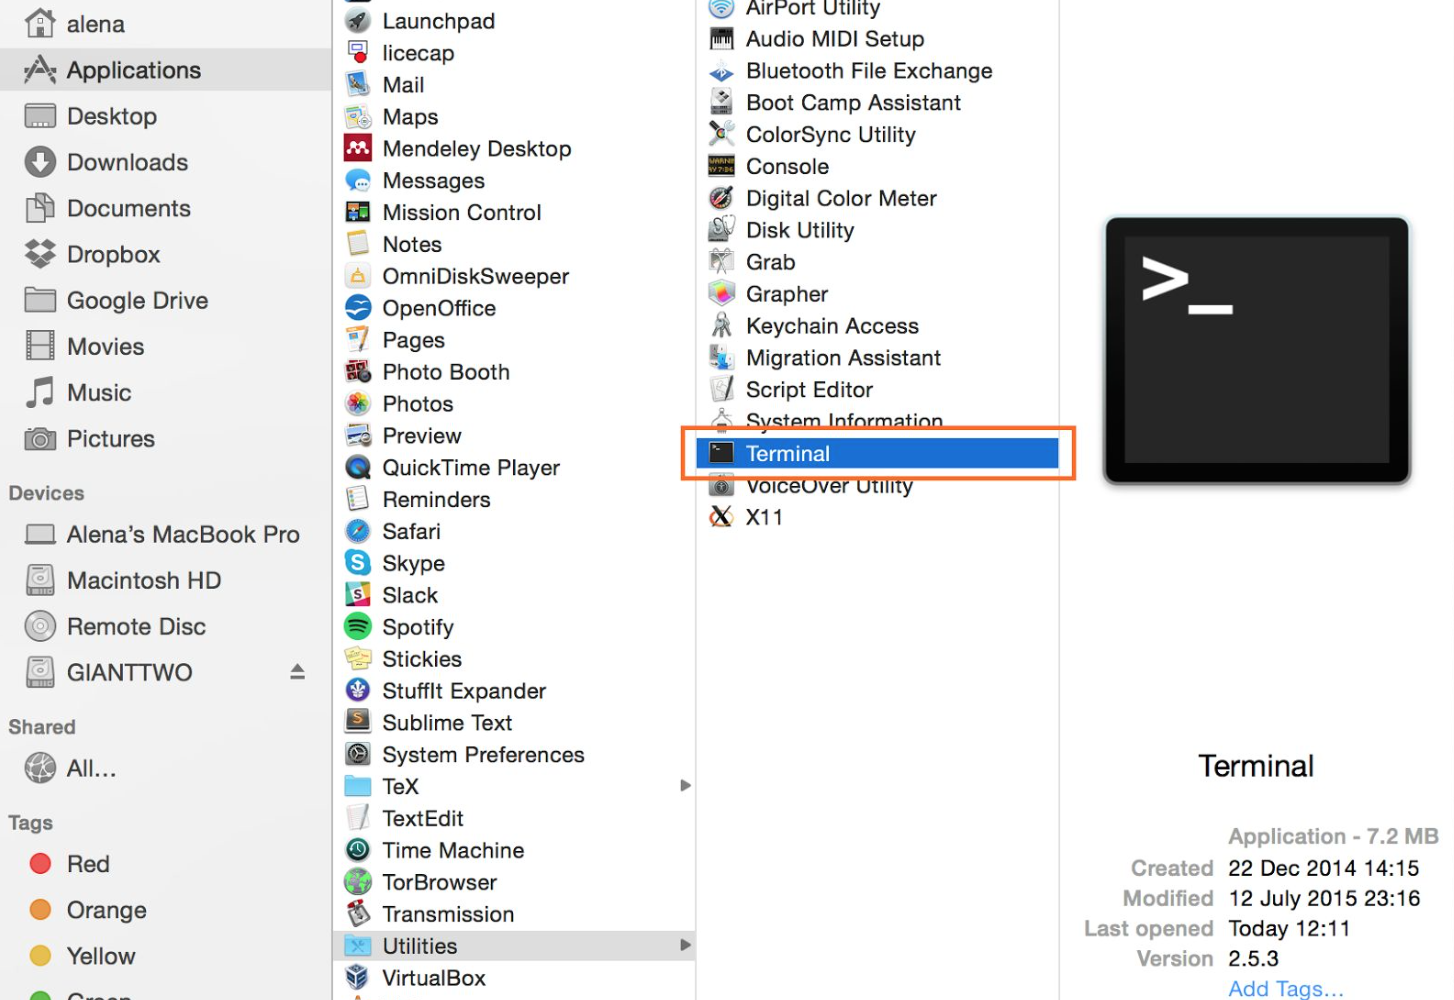 alena
Applications
Desktop
Downloads
Documents
Dropbox
Google Drive
Movies
Music
Pictures
Devices
Alena's MacBook Pro
Macintosh HD
Remote Disc
GIANTTWO
Shared
All...
Tags
Red
Orange
Yellow
Green
Launchpad
licecap
Mail
Maps
Mendeley Desktop
Messages
Mission Control
Notes
OmniDiskSweeper
OpenOffice
Pages
Photo Booth
Photos
Preview
QuickTime Player
Reminders
Safari
Skype
Slack
Spotify
Stickies
StuffIt Expander
Sublime Text
System Preferences
TeX
TextEdit
Time Machine
TorBrowser
Transmission
Utilities
VirtualBox
AirPort Utility
Audio MIDI Setup
Bluetooth File Exchange
Boot Camp Assistant
ColorSync Utility
Console
Digital Color Meter
Disk Utility
Grab
Grapher
Keychain Access
Migration Assistant
Script Editor
System Information
Terminal
VoiceOver Utility
X11
>_
Terminal
Application - 7.2 MB
Created 22 Dec 2014 14:15
Modified 12 July 2015 23:16
Last opened Today 12:11
Version 2.5.3
Add Tags...